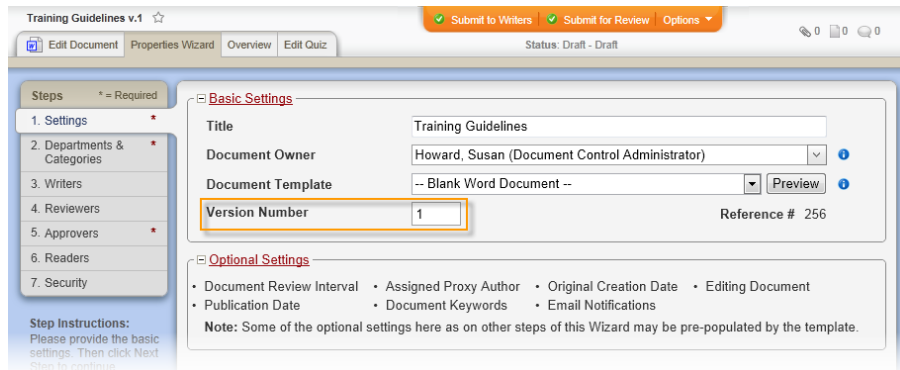 Training Guidelines v.1
Submit to Writers Submit for Review Options
Edit Document Properties Wizard Overview Edit Quiz
Status: Draft - Draft
0 0 0
Steps * = Required
1. Settings *
2. Departments & *
Categories
3. Writers
4. Reviewers
5. Approvers *
6. Readers
7. Security
Step Instructions:
Please provide the basic
settings. Then click Next
Step to continue
Basic Settings
Title Training Guidelines
Document Owner Howard, Susan (Document Control Administrator)
Document Template -- Blank Word Document -- Preview
Version Number 1 Reference # 256
Optional Settings
• Document Review Interval • Assigned Proxy Author • Original Creation Date • Editing Document
• Publication Date • Document Keywords • Email Notifications
Note: Some of the optional settings here as on other steps of this Wizard may be pre-populated by the template.